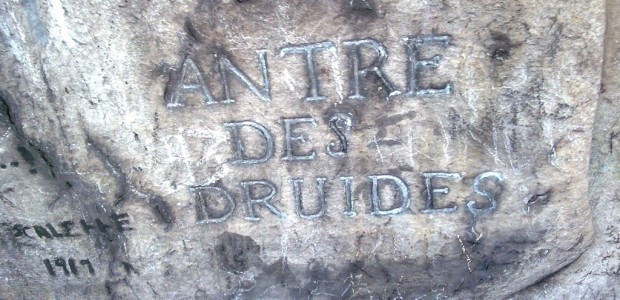 ANTRE
DES
DRUIDES
1917